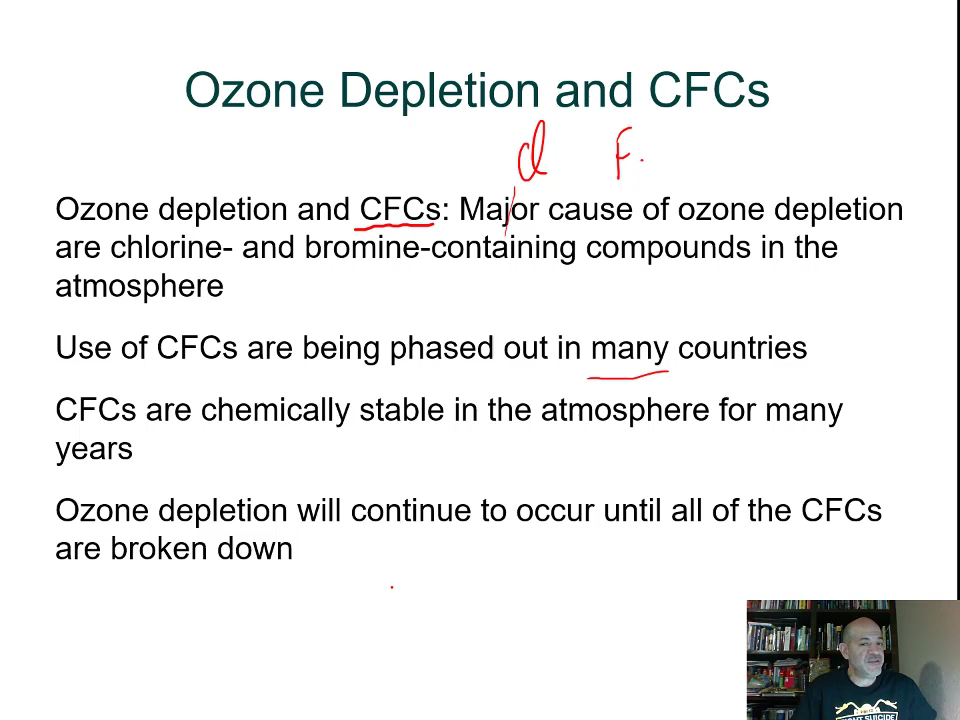 Ozone Depletion and CFCs
d F.
Ozone depletion and CFCs: Major cause of ozone depletion
are chlorine- and bromine-containing compounds in the
atmosphere
Use of CFCs are being phased out in many countries
CFCs are chemically stable in the atmosphere for many
years
Ozone depletion will continue to occur until all of the CFCs
are broken down